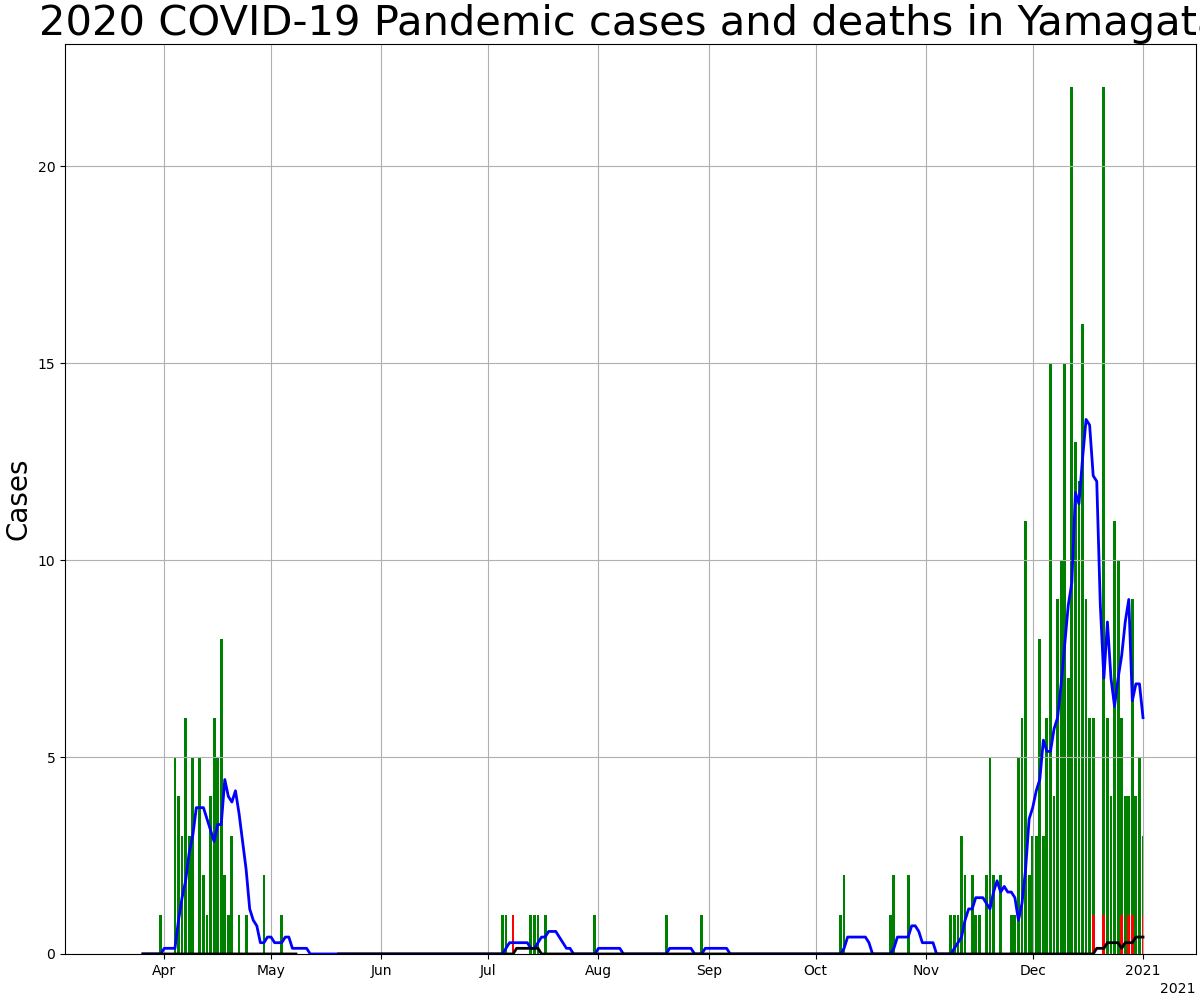 2020 COVID-19 Pandemic cases and deaths in Yamagat
20
15
10
5
0
Cases
Apr May Jun Jul Aug Sep Oct Nov Dec 2021
2021